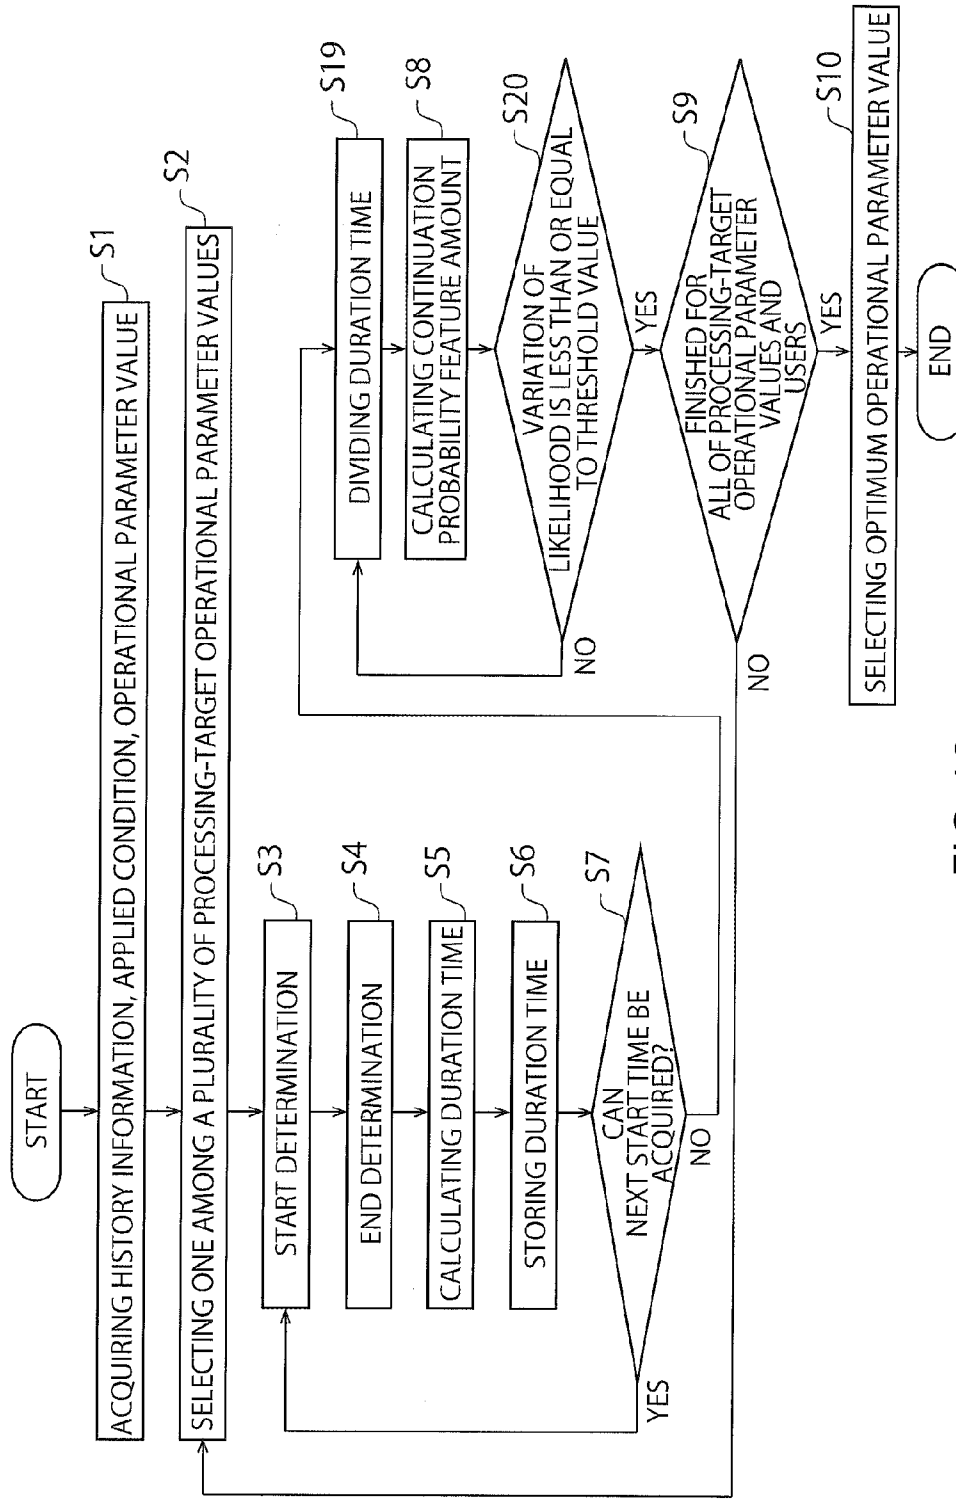 START
ACQUIRING HISTORY INFORMATION, APPLIED CONDITION, OPERATIONAL PARAMETER VALUE
S1
SELECTING ONE AMONG A PLURALITY OF PROCESSING-TARGET OPERATIONAL PARAMETER VALUES
S2
START DETERMINATION
S3
END DETERMINATION
S4
CALCULATING DURATION TIME
S5
STORING DURATION TIME
S6
CAN
NEXT START TIME BE
ACQUIRED?
S7
YES
NO
DIVIDING DURATION TIME
S19
CALCULATING CONTINUATION
PROBABILITY FEATURE AMOUNT
S8
VARIATION OF
LIKELIHOOD IS LESS THAN OR EQUAL
TO THRESHOLD VALUE
S20
NO
YES
FINISHED FOR
ALL OF PROCESSING-TARGET
OPERATIONAL PARAMETER
VALUES AND
USERS
S9
NO
YES
SELECTING OPTIMUM OPERATIONAL PARAMETER VALUE
S10
END